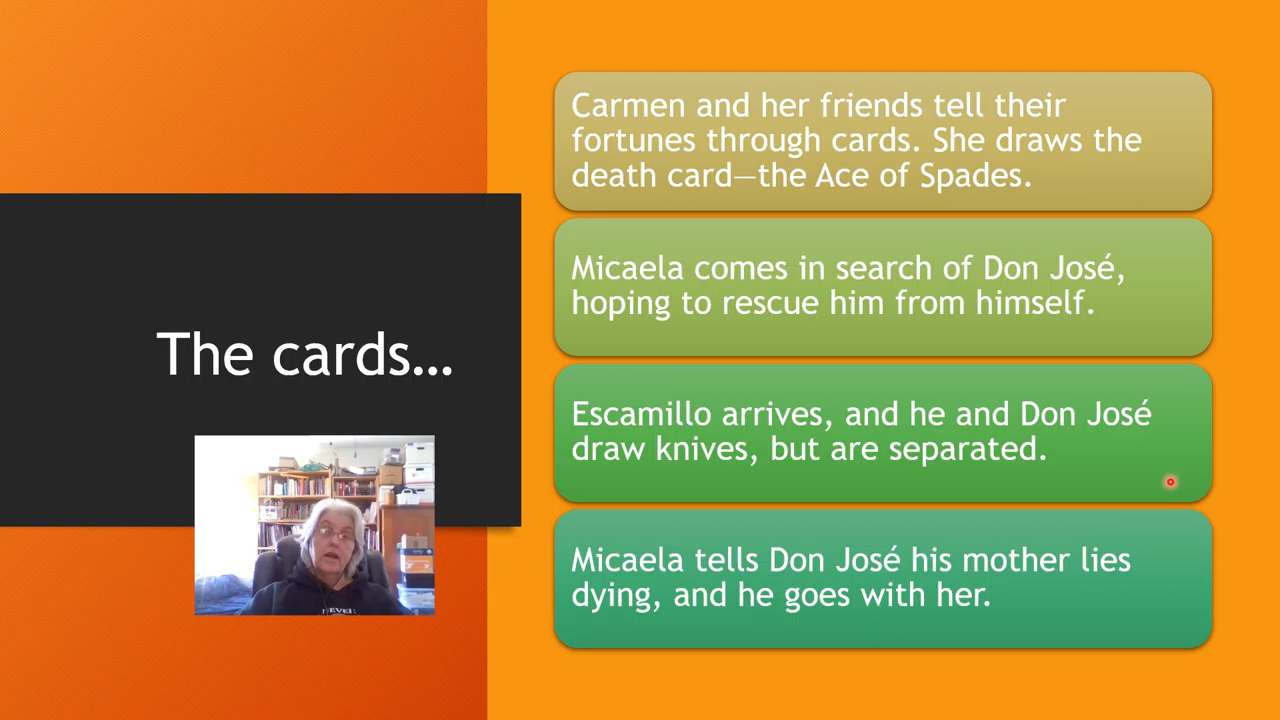 The cards…
Carmen and her friends tell their
fortunes through cards. She draws the
death card—the Ace of Spades.
Micaela comes in search of Don José,
hoping to rescue him from himself.
Escamillo arrives, and he and Don José
draw knives, but are separated.
Micaela tells Don José his mother lies
dying, and he goes with her.